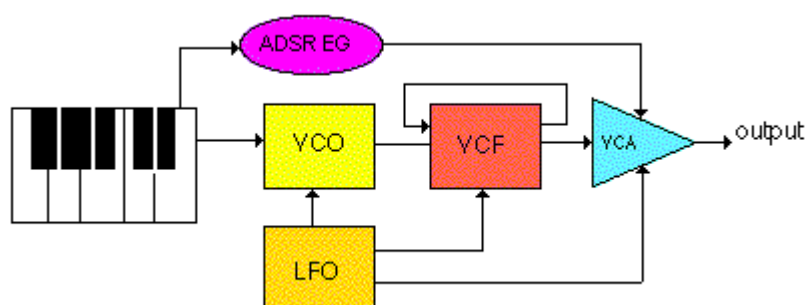 ADSR EG
VCO
VCF
VCA
output
LFO